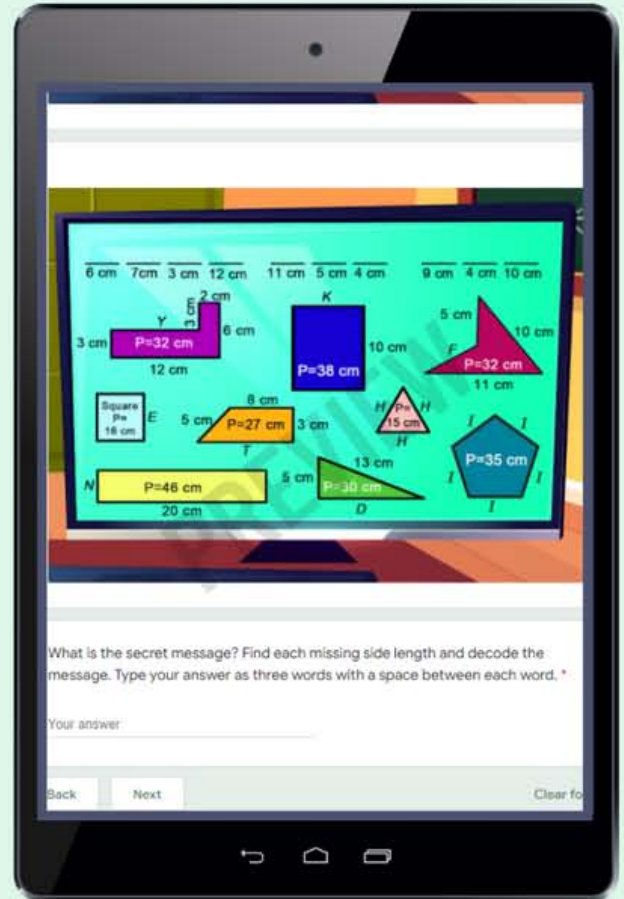 6 cm 7cm 3 cm 12 cm 11 cm 5 cm 4 cm 9 cm 4 cm 10 cm
2 cm
3 cm
Y
K
5 cm
3 cm
P=32 cm
6 cm
10 cm
10 cm
F
P=32 cm
12 cm
P=38 cm
11 cm
8 cm
Square
P=
16 cm
E
5 cm
P=27 cm
3 cm
H
P=
15 cm
H
I
I
T
H
P=35 cm
13 cm
N
P=46 cm
5 cm
P=30 cm
I
I
20 cm
D
I
PREVIEW
What is the secret message? Find each missing side length and decode the
message. Type your answer as three words with a space between each word. *
Your answer
Back
Next
Clear fo